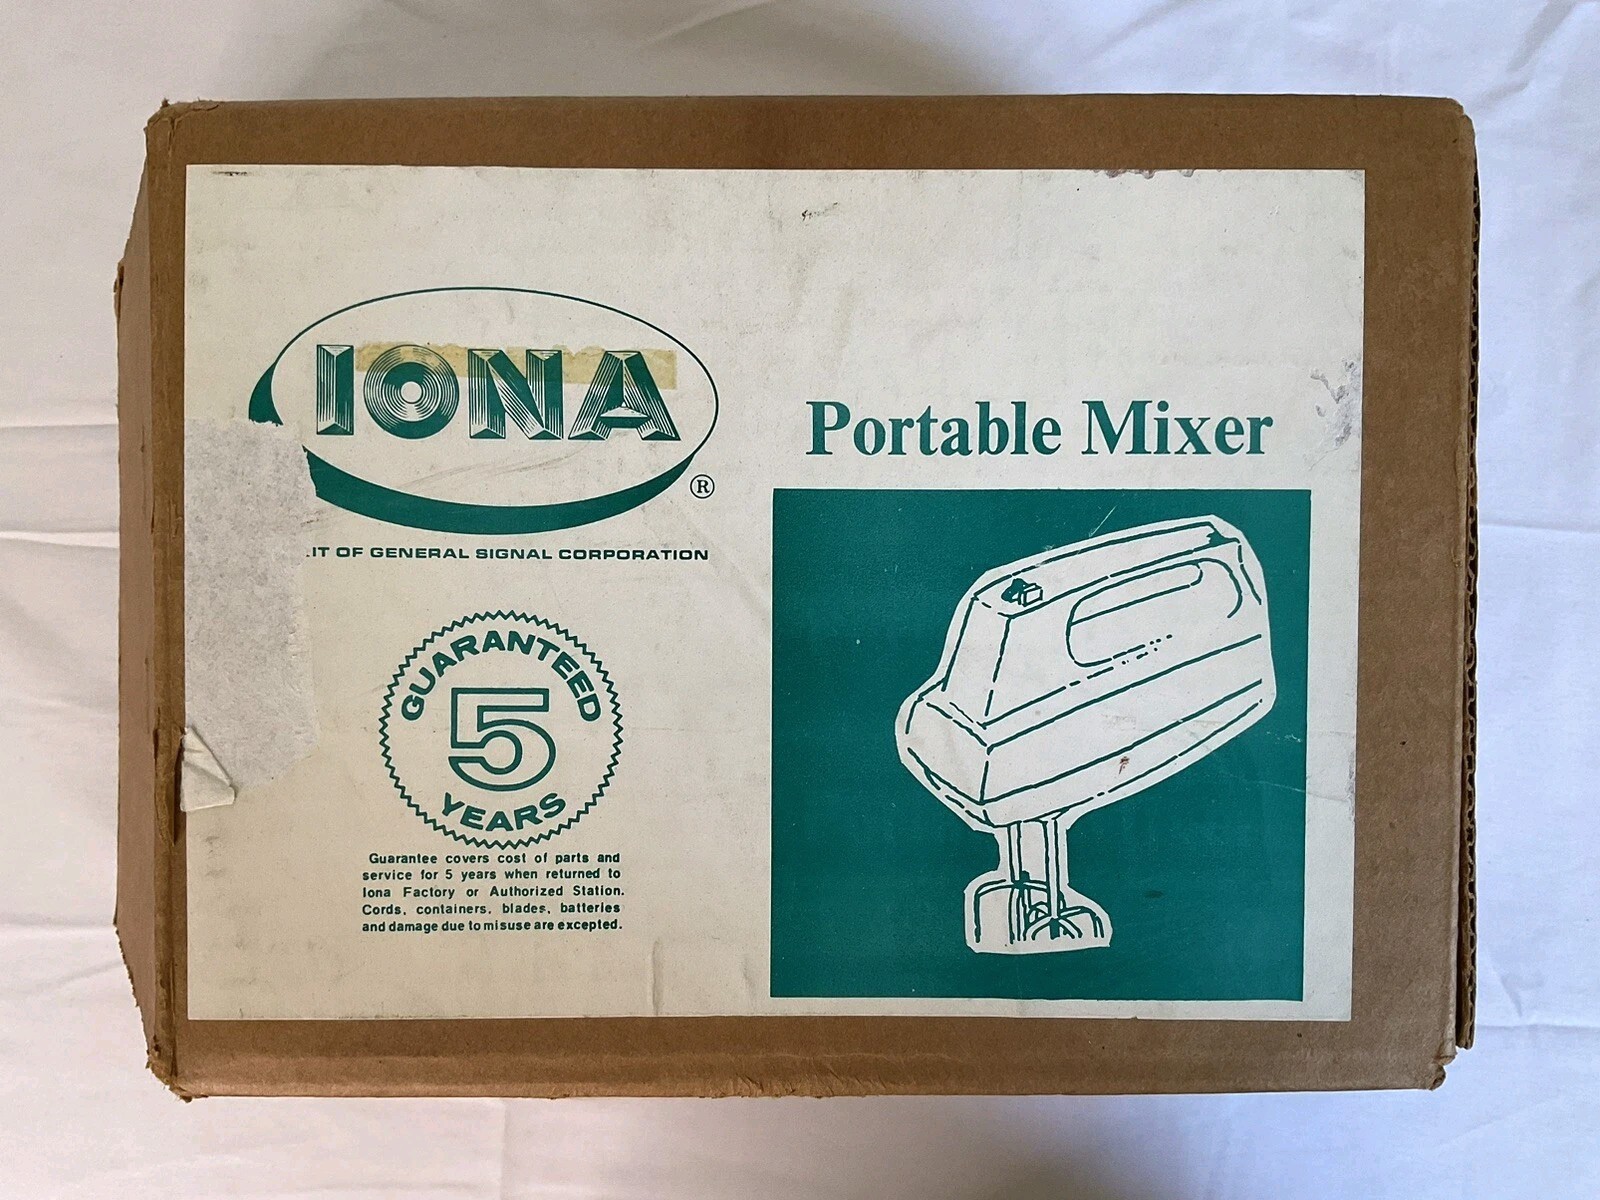 IONA
®
OF GENERAL SIGNAL CORPORATION
GUARANTEED
5
YEARS
Guarantee covers cost of parts and
service for 5 years when returned to
Iona Factory or Authorized Station.
Cords, containers, blades, batteries
and damage due to misuse are excepted.
Portable Mixer